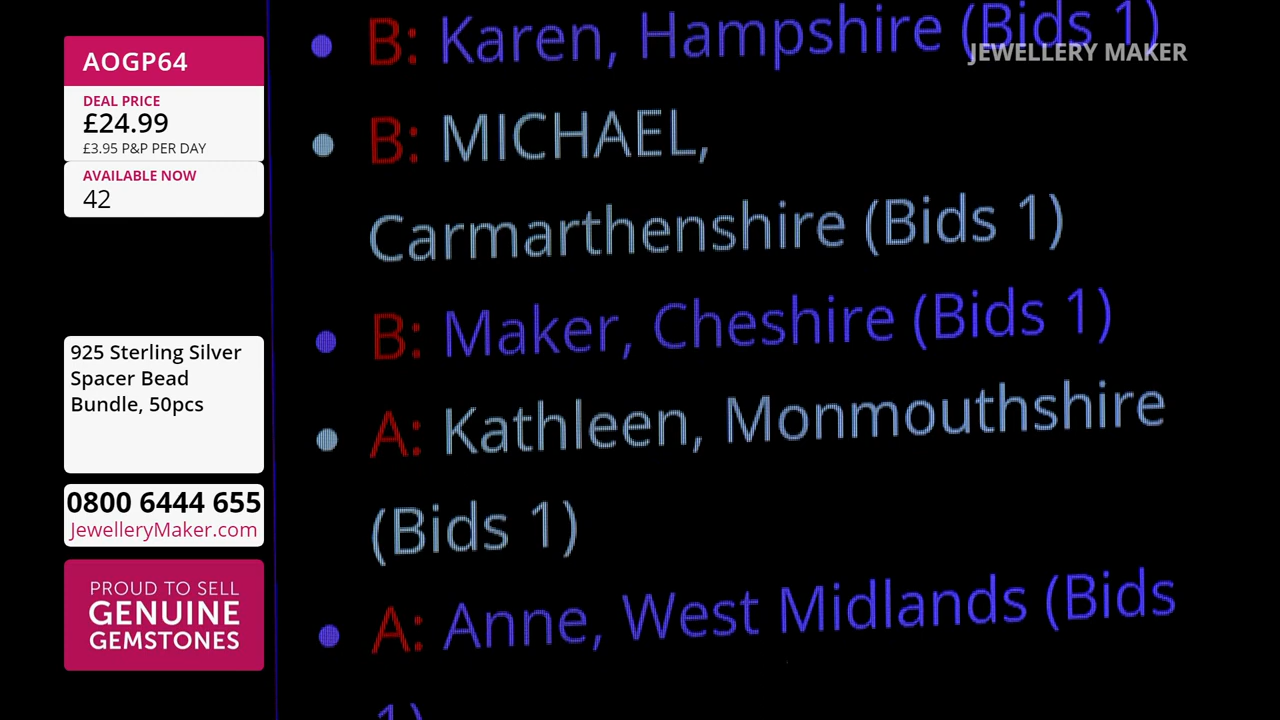 AOGP64
DEAL PRICE
£24.99
£3.95 P&P PER DAY
AVAILABLE NOW
42
925 Sterling Silver
Spacer Bead
Bundle, 50pcs
0800 6444 655
JewelleryMaker.com
PROUD TO SELL
GENUINE
GEMSTONES
JEWELLERY MAKER
• B: Karen, Hampshire (Bids 1)
• B: MICHAEL,
Carmarthenshire (Bids 1)
• B: Maker, Cheshire (Bids 1)
• A: Kathleen, Monmouthshire
(Bids 1)
• A: Anne, West Midlands (Bids
1)